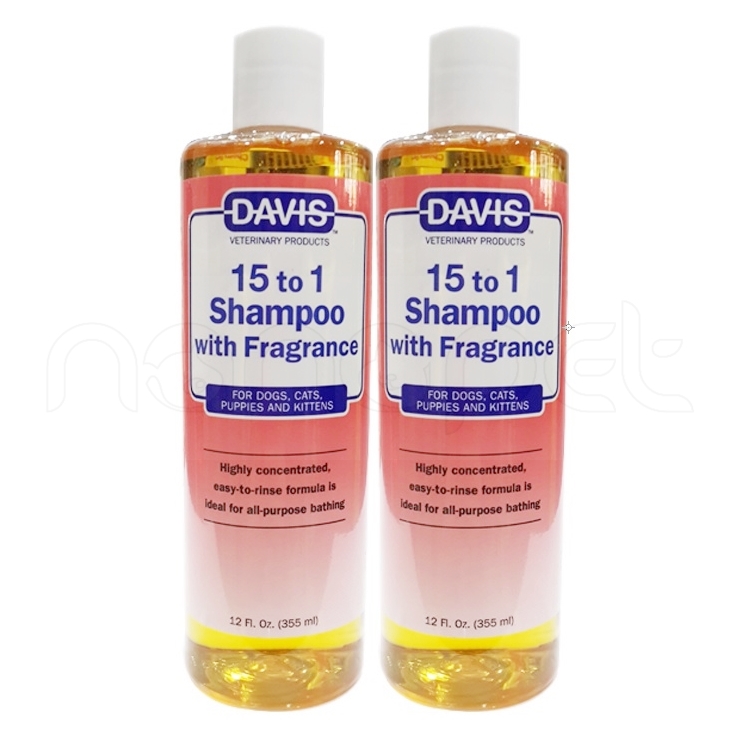 DAVIS
VETERINARY PRODUCTS
15 to 1
Shampoo
with Fragrance
FOR DOGS, CATS,
PUPPIES AND KITTENS
Highly concentrated,
easy-to-rinse formula is
ideal for all-purpose bathing
12 Fl. Oz. (355 ml)
DAVIS
VETERINARY PRODUCTS
15 to 1
Shampoo
with Fragrance
FOR DOGS, CATS,
PUPPIES AND KITTENS
Highly concentrated,
easy-to-rinse formula is
ideal for all-purpose bathing
12 Fl. Oz. (355 ml)
nanapet